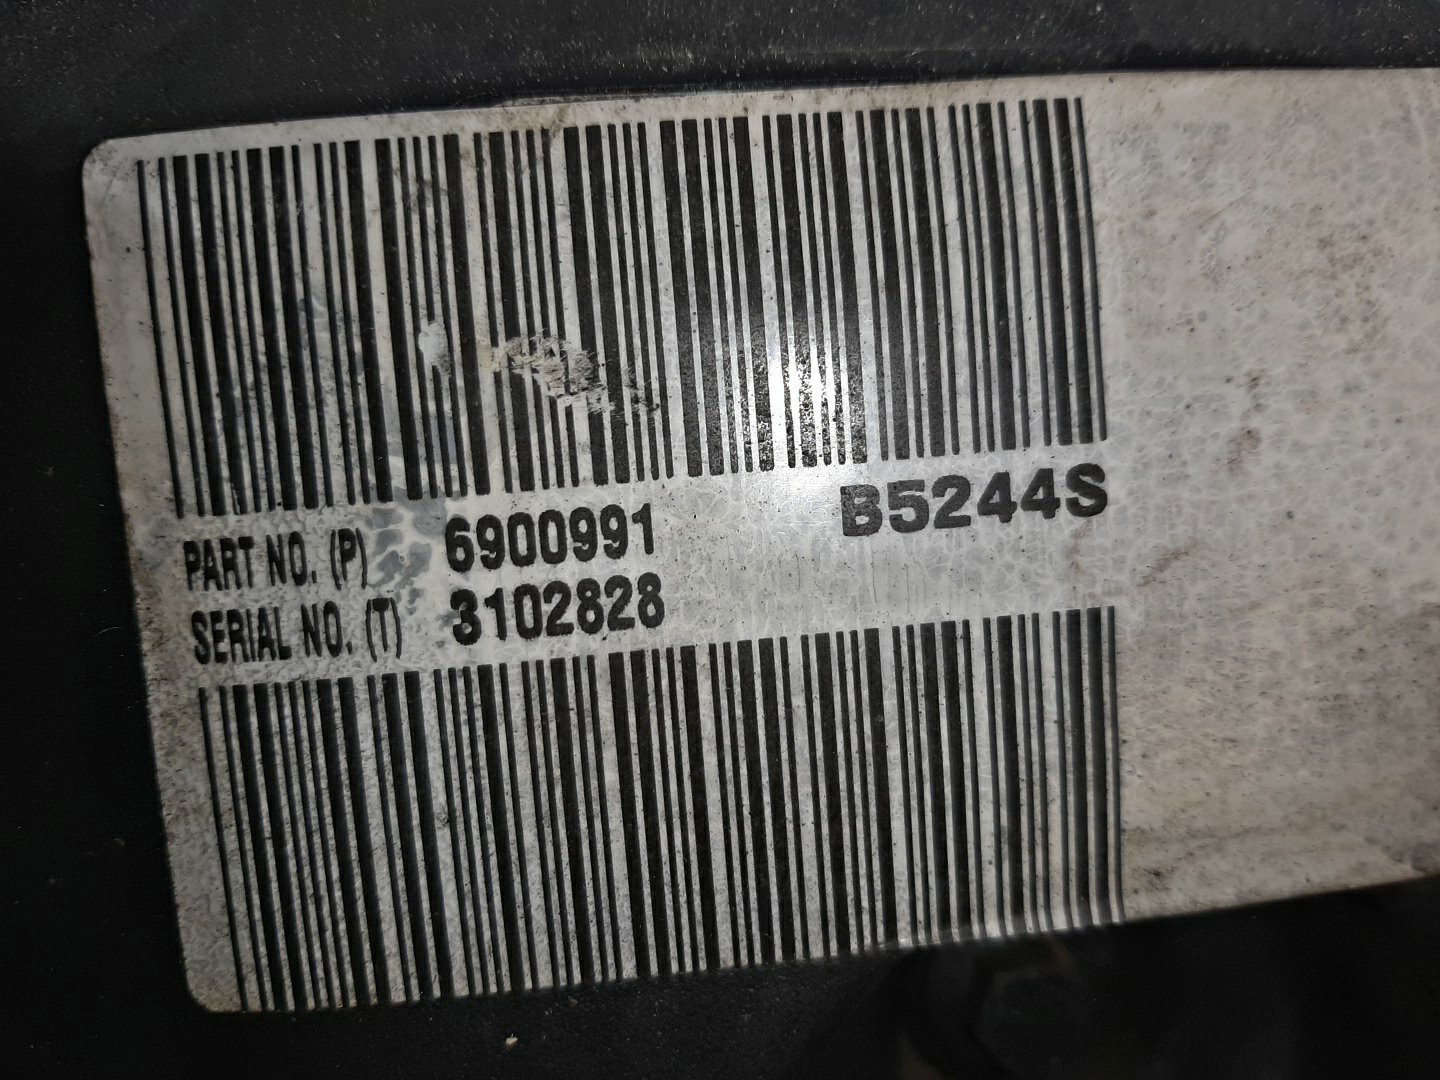 PART NO. (P) 6900991 B5244S
SERIAL NO. (T) 3102828